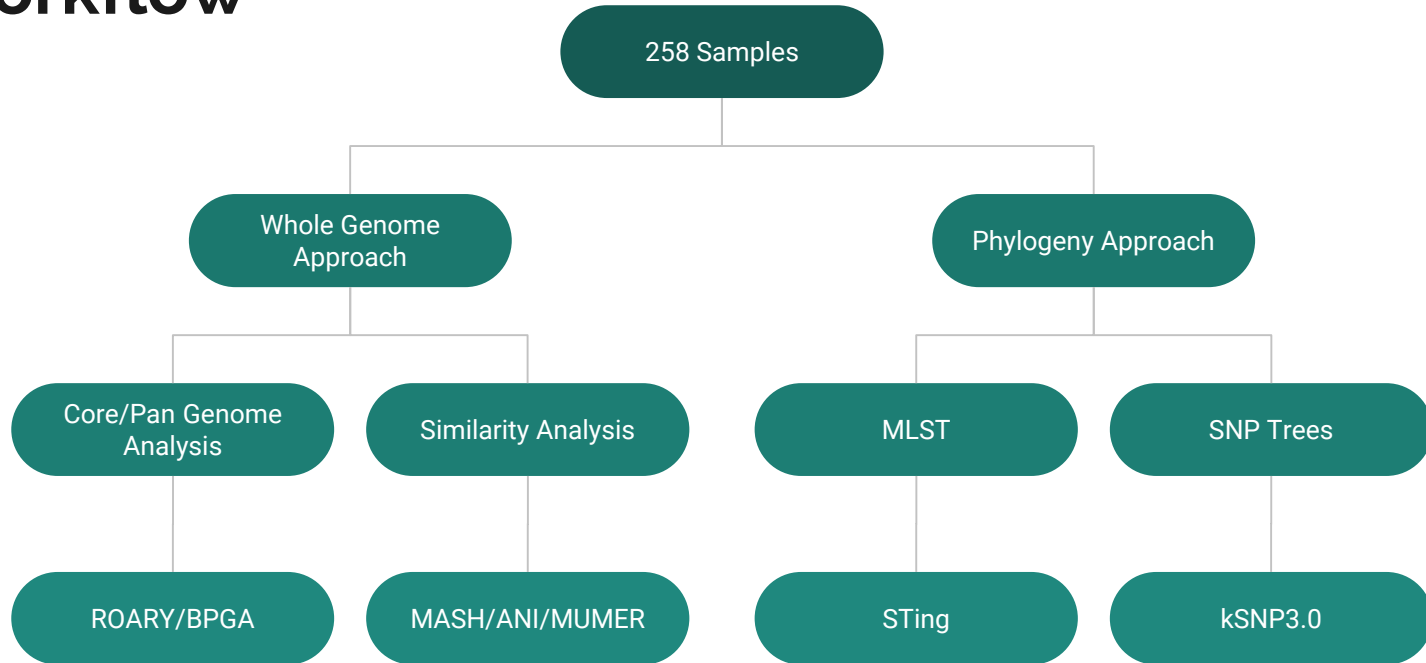 258 Samples
Whole Genome
Approach
Phylogeny Approach
Core/Pan Genome
Analysis
Similarity Analysis
MLST
SNP Trees
ROARY/BPGA
MASH/ANI/MUMER
STing
kSNP3.0